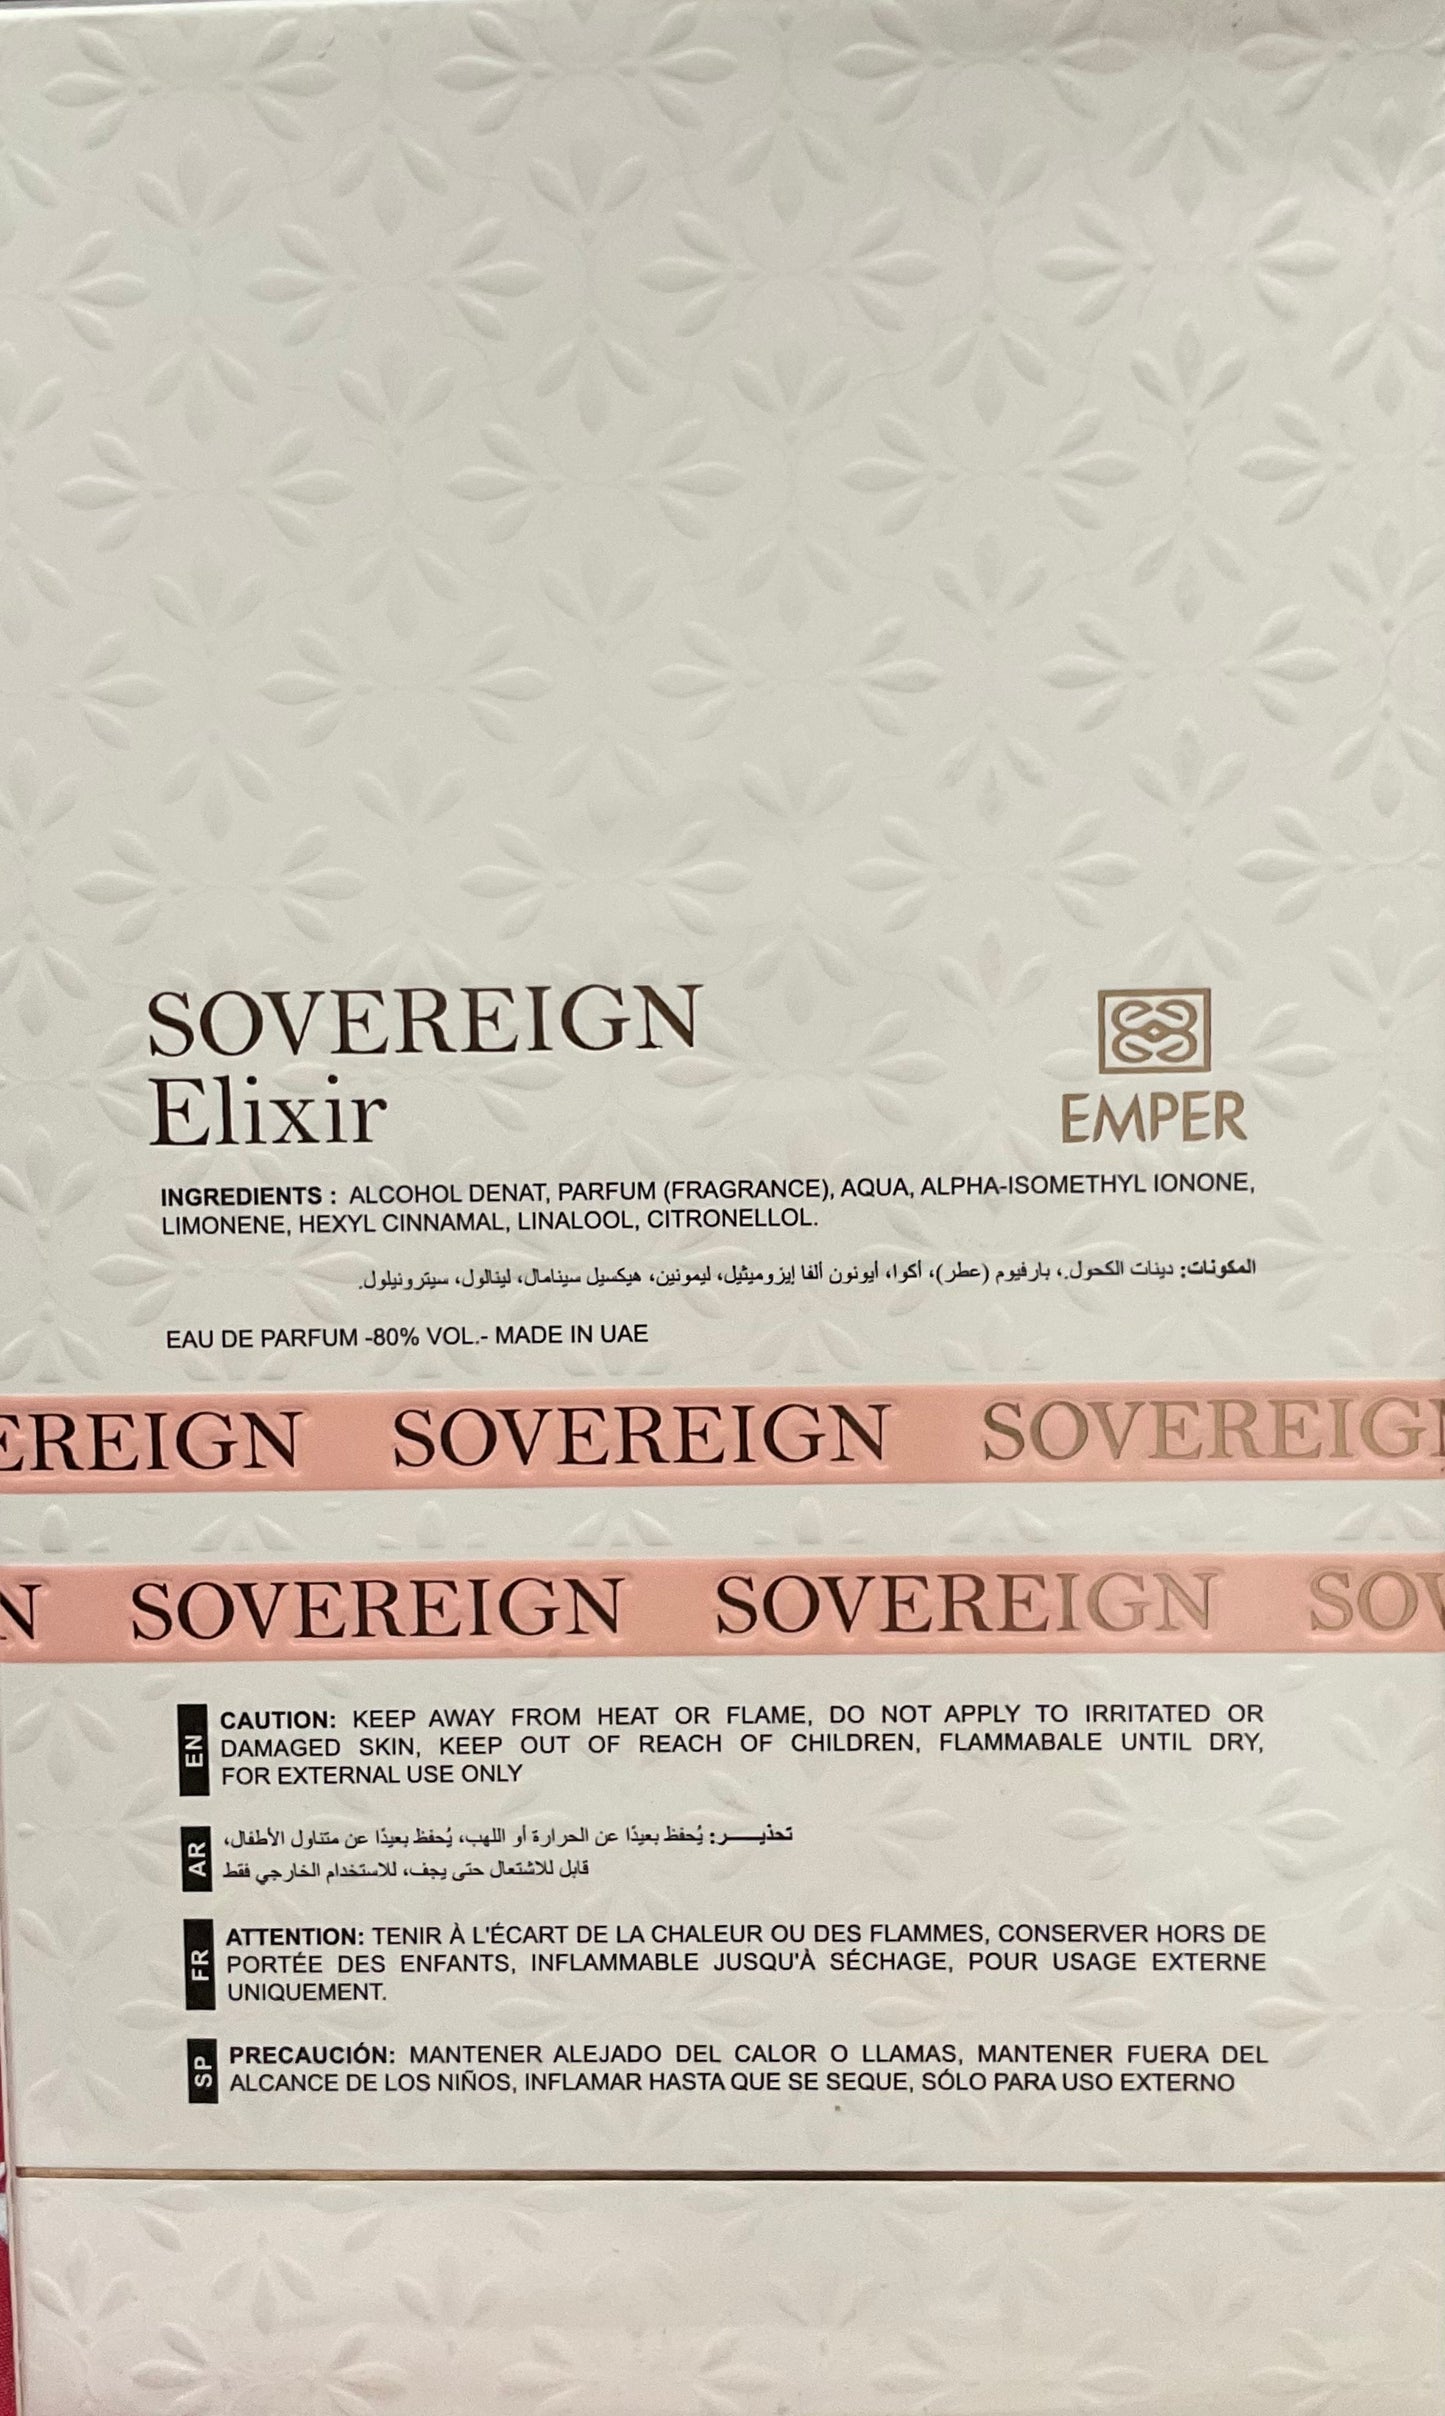 SOVEREIGN
Elixir
EMPER
INGREDIENTS : ALCOHOL DENAT, PARFUM (FRAGRANCE), AQUA, ALPHA-ISOMETHYL IONONE,
LIMONENE, HEXYL CINNAMAL, LINALOOL, CITRONELLOL.
المكونات: دينات الكحول.، بارفيوم (عطر)، أكوا، أيونون ألفا إيزوميثيل، ليمونين، هيكسيل سينامال، لينالول، سيترونيلول.
EAU DE PARFUM -80% VOL.- MADE IN UAE
EREIGN SOVEREIGN SOVEREIGN
N SOVEREIGN SOVEREIGN SOV
EN
CAUTION: KEEP AWAY FROM HEAT OR FLAME, DO NOT APPLY TO IRRITATED OR
DAMAGED SKIN, KEEP OUT OF REACH OF CHILDREN, FLAMMABALE UNTIL DRY,
FOR EXTERNAL USE ONLY
AR
تحذيـــــر: يُحفظ بعيدًا عن الحرارة أو اللهب، يُحفظ بعيدًا عن متناول الأطفال،
قابل للاشتعال حتى يجف، للاستخدام الخارجي فقط
FR
ATTENTION: TENIR À L'ÉCART DE LA CHALEUR OU DES FLAMMES, CONSERVER HORS DE
PORTÉE DES ENFANTS, INFLAMMABLE JUSQU'À SÉCHAGE, POUR USAGE EXTERNE
UNIQUEMENT.
SP
PRECAUCIÓN: MANTENER ALEJADO DEL CALOR O LLAMAS, MANTENER FUERA DEL
ALCANCE DE LOS NIÑOS, INFLAMAR HASTA QUE SE SEQUE, SÓLO PARA USO EXTERNO